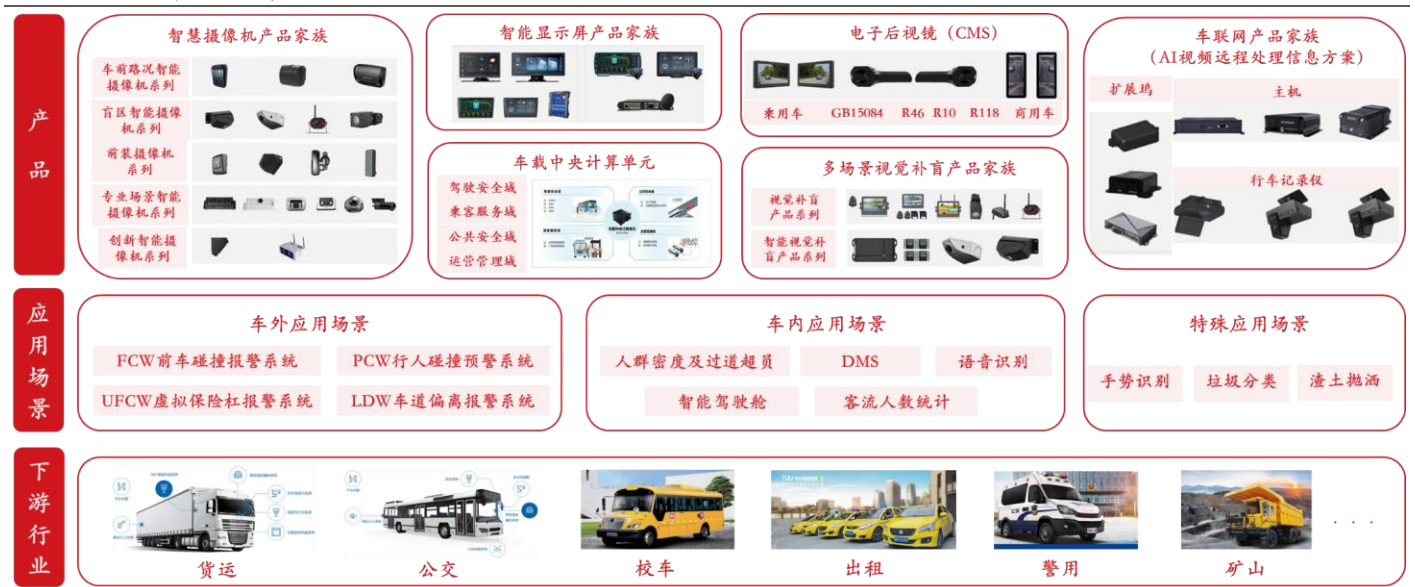 产品
智慧摄像机产品家族
车前路况智能
摄像机系列
盲区智能摄像
机系列
前装摄像机
系列
专业场景智能
摄像机系列
创新智能摄
像机系列
智能显示屏产品家族
电子后视镜（CMS）
乘用车 GB15084 R46 R10 R118 商用车
车联网产品家族
（AI视频远程处理信息方案）
扩展坞
主机
行车记录仪
车载中央计算单元
驾驶安全域
乘客服务域
公共安全域
运营管理域
多场景视觉补盲产品家族
视觉补盲
产品系列
智能视觉补
盲产品系列
应用场景
车外应用场景
FCW前车碰撞报警系统 PCW行人碰撞预警系统
UFCW虚拟保险杠报警系统 LDW车道偏离报警系统
车内应用场景
人群密度及过道超员 DMS 语音识别
智能驾驶舱 客流人数统计
特殊应用场景
手势识别 垃圾分类 渣土抛洒
下游行业
货运 公交 校车 出租 警用 矿山 . . .